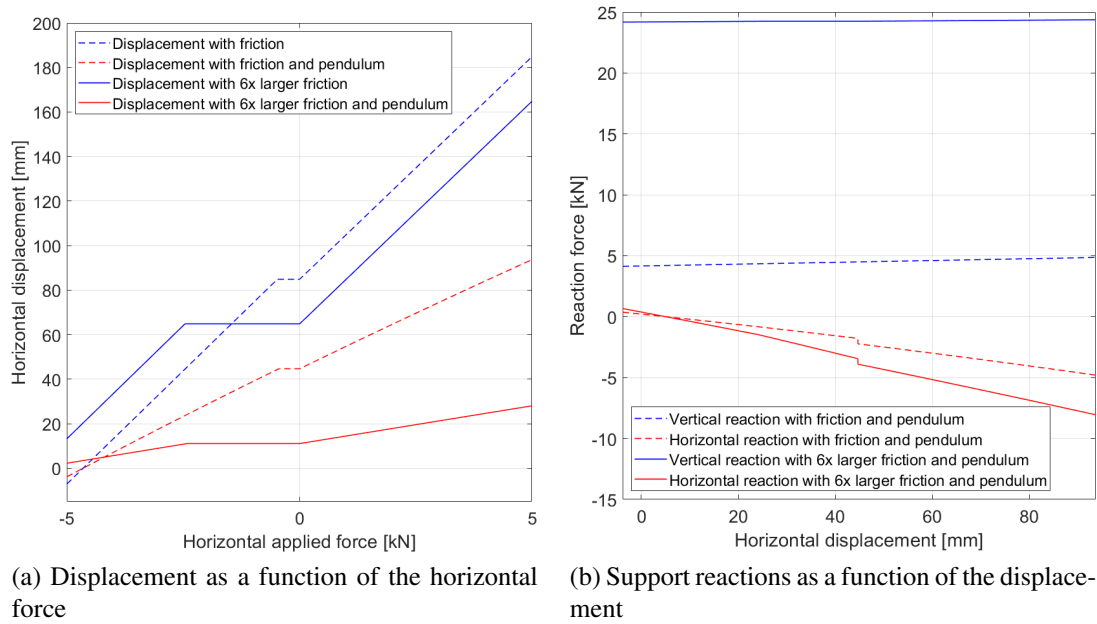 200
180
160
140
120
100
80
60
40
20
0
-5
0
5
Horizontal displacement [mm]
Horizontal applied force [kN]
Displacement with friction
Displacement with friction and pendulum
Displacement with 6x larger friction
Displacement with 6x larger friction and pendulum
(a) Displacement as a function of the horizontal
force
25
20
15
10
5
0
-5
-10
-15
0
20
40
60
80
Reaction force [kN]
Horizontal displacement [mm]
Vertical reaction with friction and pendulum
Horizontal reaction with friction and pendulum
Vertical reaction with 6x larger friction and pendulum
Horizontal reaction with 6x larger friction and pendulum
(b) Support reactions as a function of the displace-
ment